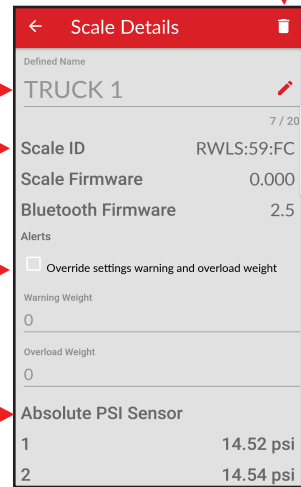 Scale Details
Defined Name
TRUCK 1
7 / 20
Scale ID RWLS:59:FC
Scale Firmware 0.000
Bluetooth Firmware 2.5
Alerts
Override settings warning and overload weight
Warning Weight
0
Overload Weight
0
Absolute PSI Sensor
1 14.52 psi
2 14.54 psi